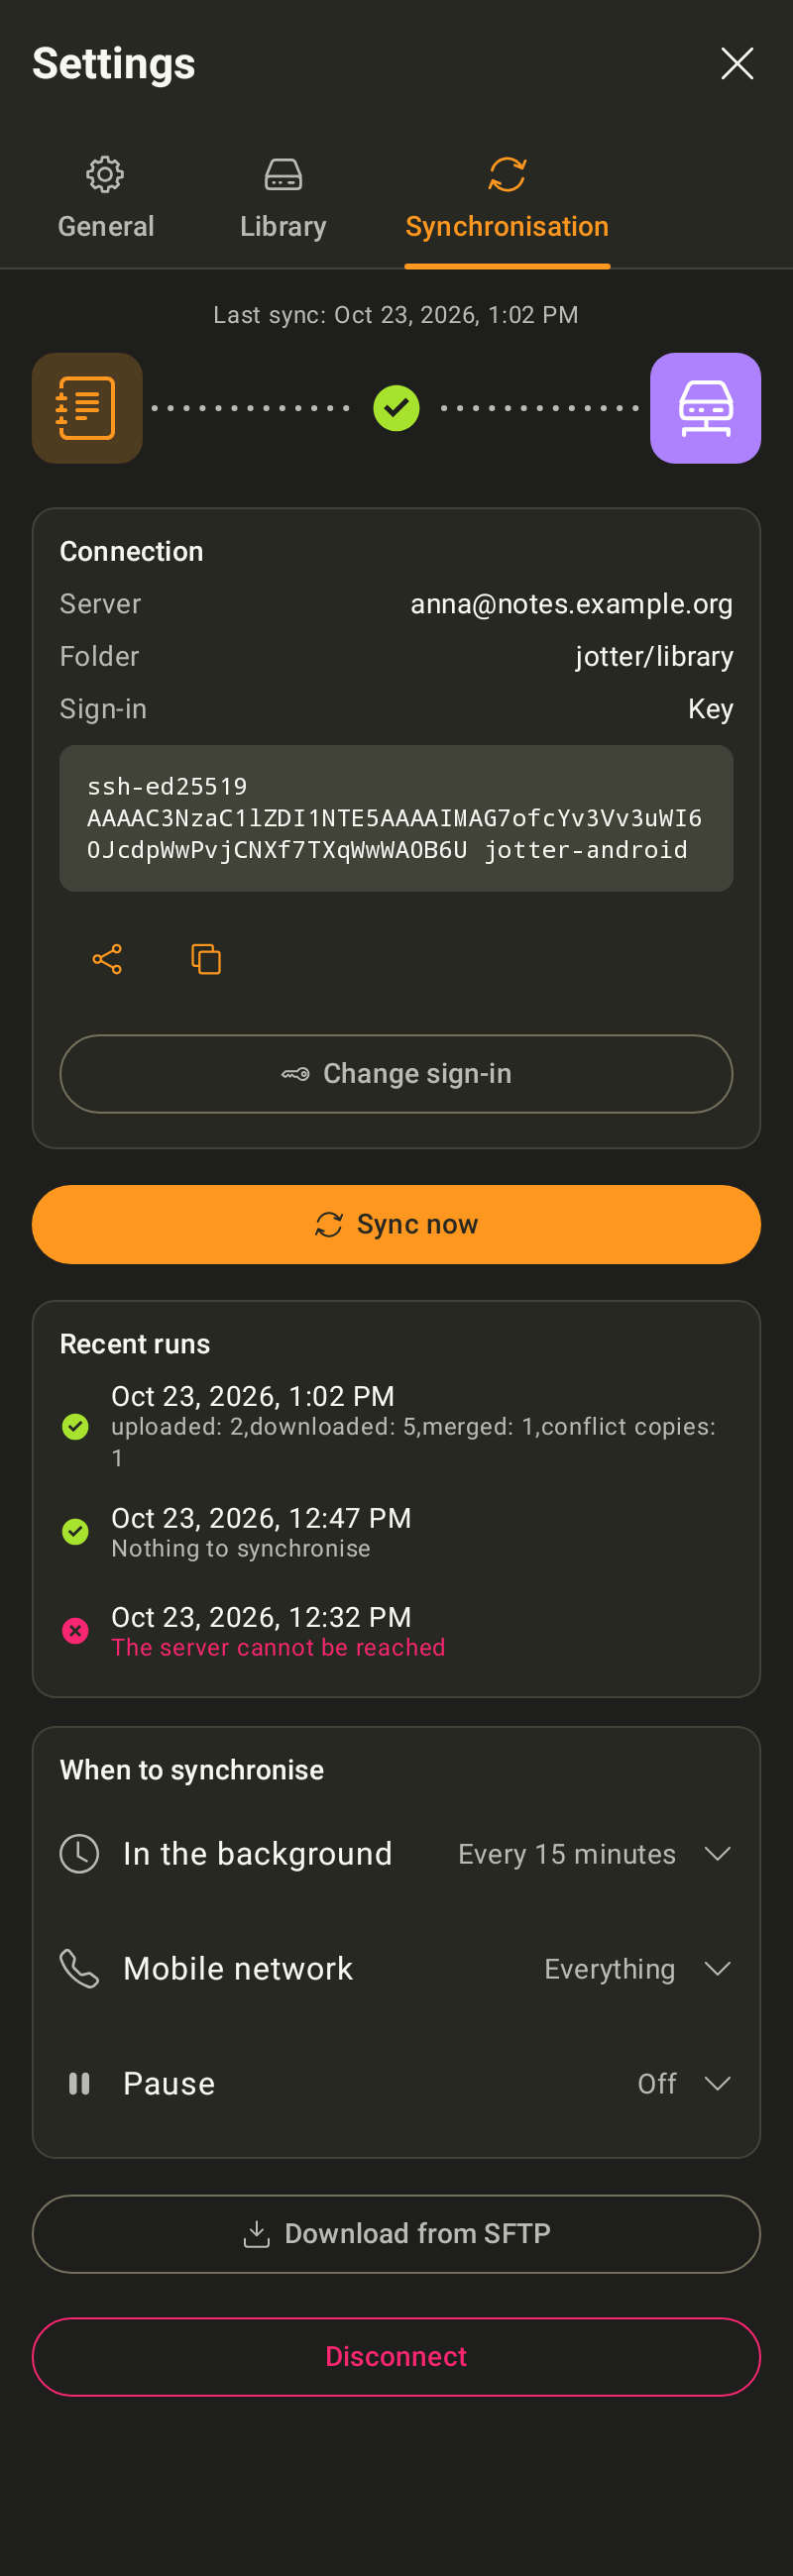 Settings
General
Library
Synchronisation
Last sync: Oct 23, 2026, 1:02 PM
Connection
Server anna@notes.example.org
Folder jotter/library
Sign-in Key
ssh-ed25519
AAAAC3NzaC1lZDI1NTE5AAAAIMAG7ofcYv3Vv3uWI6
OJcdpWwPvjCNXf7TXqWwWAOB6U jotter-android
Change sign-in
Sync now
Recent runs
Oct 23, 2026, 1:02 PM
uploaded: 2,downloaded: 5,merged: 1,conflict copies:
1
Oct 23, 2026, 12:47 PM
Nothing to synchronise
Oct 23, 2026, 12:32 PM
The server cannot be reached
When to synchronise
In the background Every 15 minutes
Mobile network Everything
Pause Off
Download from SFTP
Disconnect